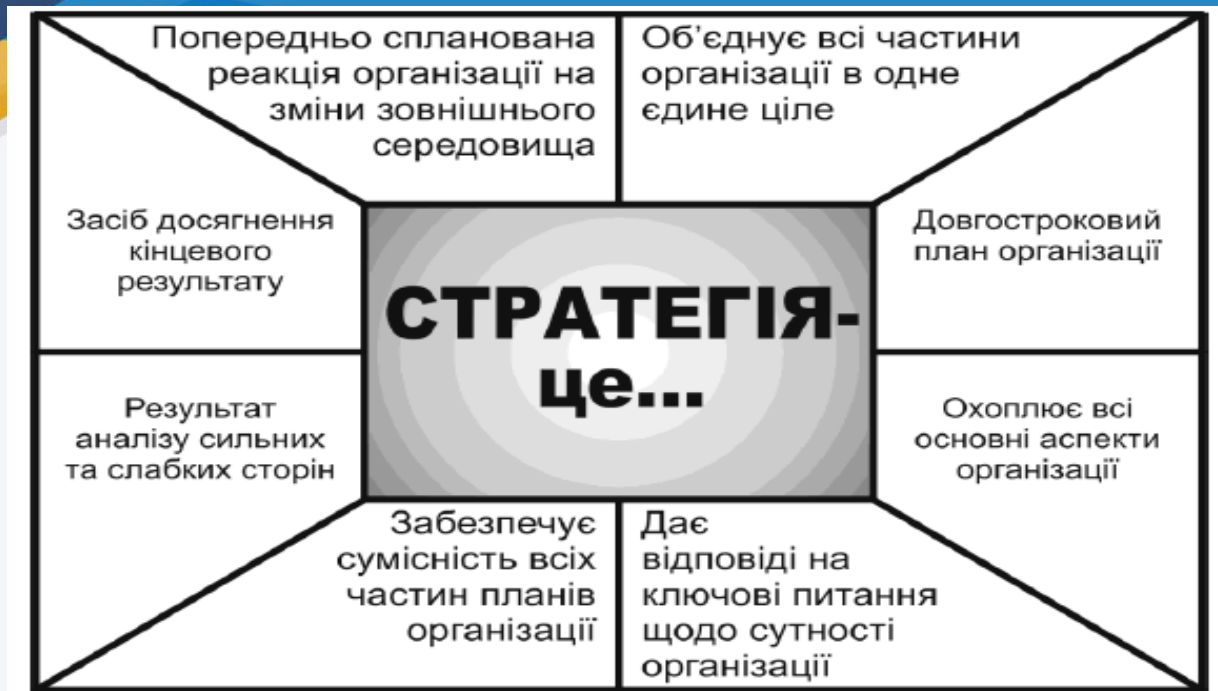 Попередньо спланована
реакція організації на
зміни зовнішнього
середовища
Об’єднує всі частини
організації в одне
єдине ціле
Засіб досягнення
кінцевого
результату
Довгостроковий
план організації
СТРАТЕГІЯ-
це...
Результат
аналізу сильних
та слабких сторін
Охоплює всі
основні аспекти
організації
Забезпечує
сумісність всіх
частин планів
організації
Дає
відповіді на
ключові питання
щодо сутності
організації